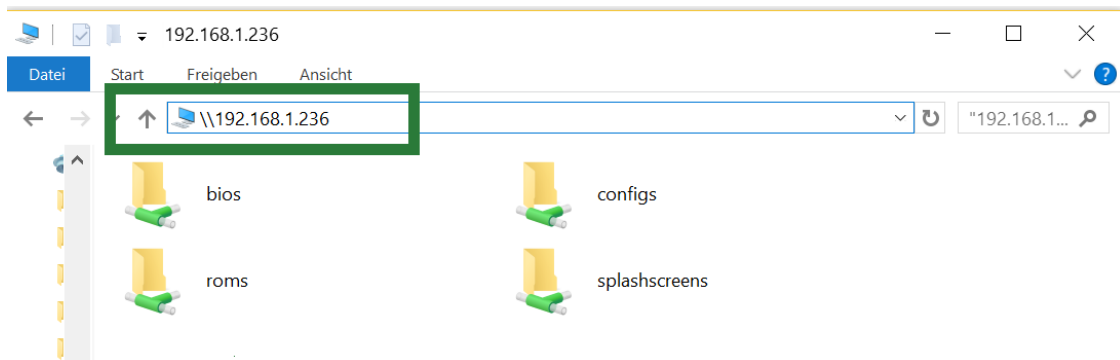 192.168.1.236
Datei Start Freigeben Ansicht ?
\\192.168.1.236 "192.168.1...
bios configs
roms splashscreens